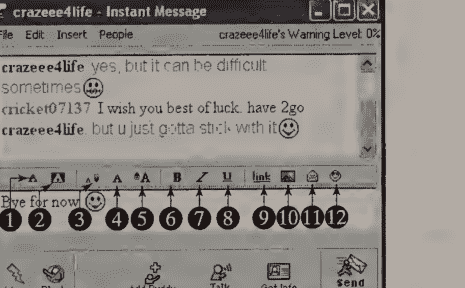 crazeee4life - Instant Message
File Edit Insert People crazeee4life's Warning Level: 0%
crazeee4life yes, but it can be difficult
sometimes
cricket07137 I wish you best of luck. have 2go
crazeee4life, but u just gotta stick with it
A A A A A B I U link
Bye for now
1 2 3 4 5 6 7 8 9 10 11 12
Add Buddy Talk Get Info Send